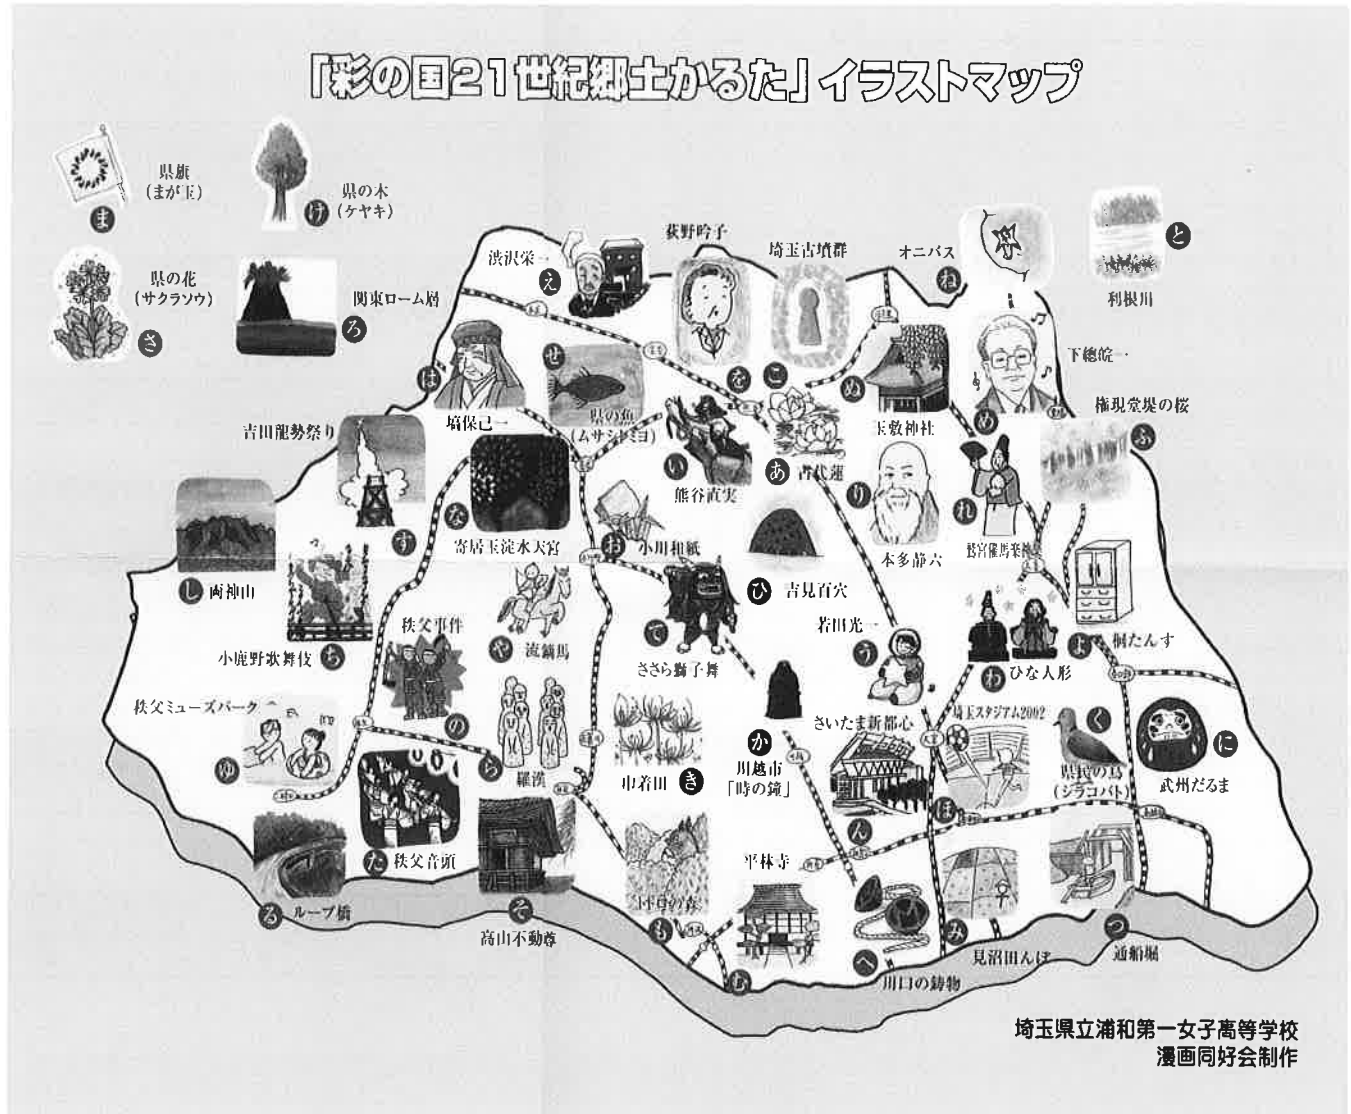 「彩の国21世紀郷土かるた」イラストマップ
県旗
(まが玉)
ま
県の木
(ケヤキ)
け
県の花
(サクラソウ)
さ
関東ローム層
ろ
渋沢栄一
え
荻野吟子
を
埼玉古墳群
こ
オニバス
ね
と
利根川
は
塙保己一
せ
県の魚
(ムサシトミヨ)
ぬ
玉敷神社
下總皖一
め
権現堂堤の桜
ふ
吉田龍勢祭り
す
な
寄居玉淀水天宮
い
熊谷直実
あ
古代蓮
り
本多静六
れ
鷲宮催馬楽神楽
し
両神山
お
小川和紙
ひ
吉見百穴
小鹿野歌舞伎
ち
秩父事件
の
や
流鏑馬
て
ささら獅子舞
若田光一
う
わ
ひな人形
よ
桐たんす
秩父ミューズパーク
ゆ
ら
羅漢
巾着田
き
か
川越市
「時の鐘」
さいたま新都心
ん
埼玉スタジアム2002
ほ
く
県民の鳥
(シラコバト)
に
武州だるま
た
秩父音頭
る
ループ橋
そ
高山不動尊
トトロの森
も
平林寺
む
へ
川口の鋳物
み
見沼田んぼ
つ
通船堀
埼玉県立浦和第一女子高等学校
漫画同好会制作